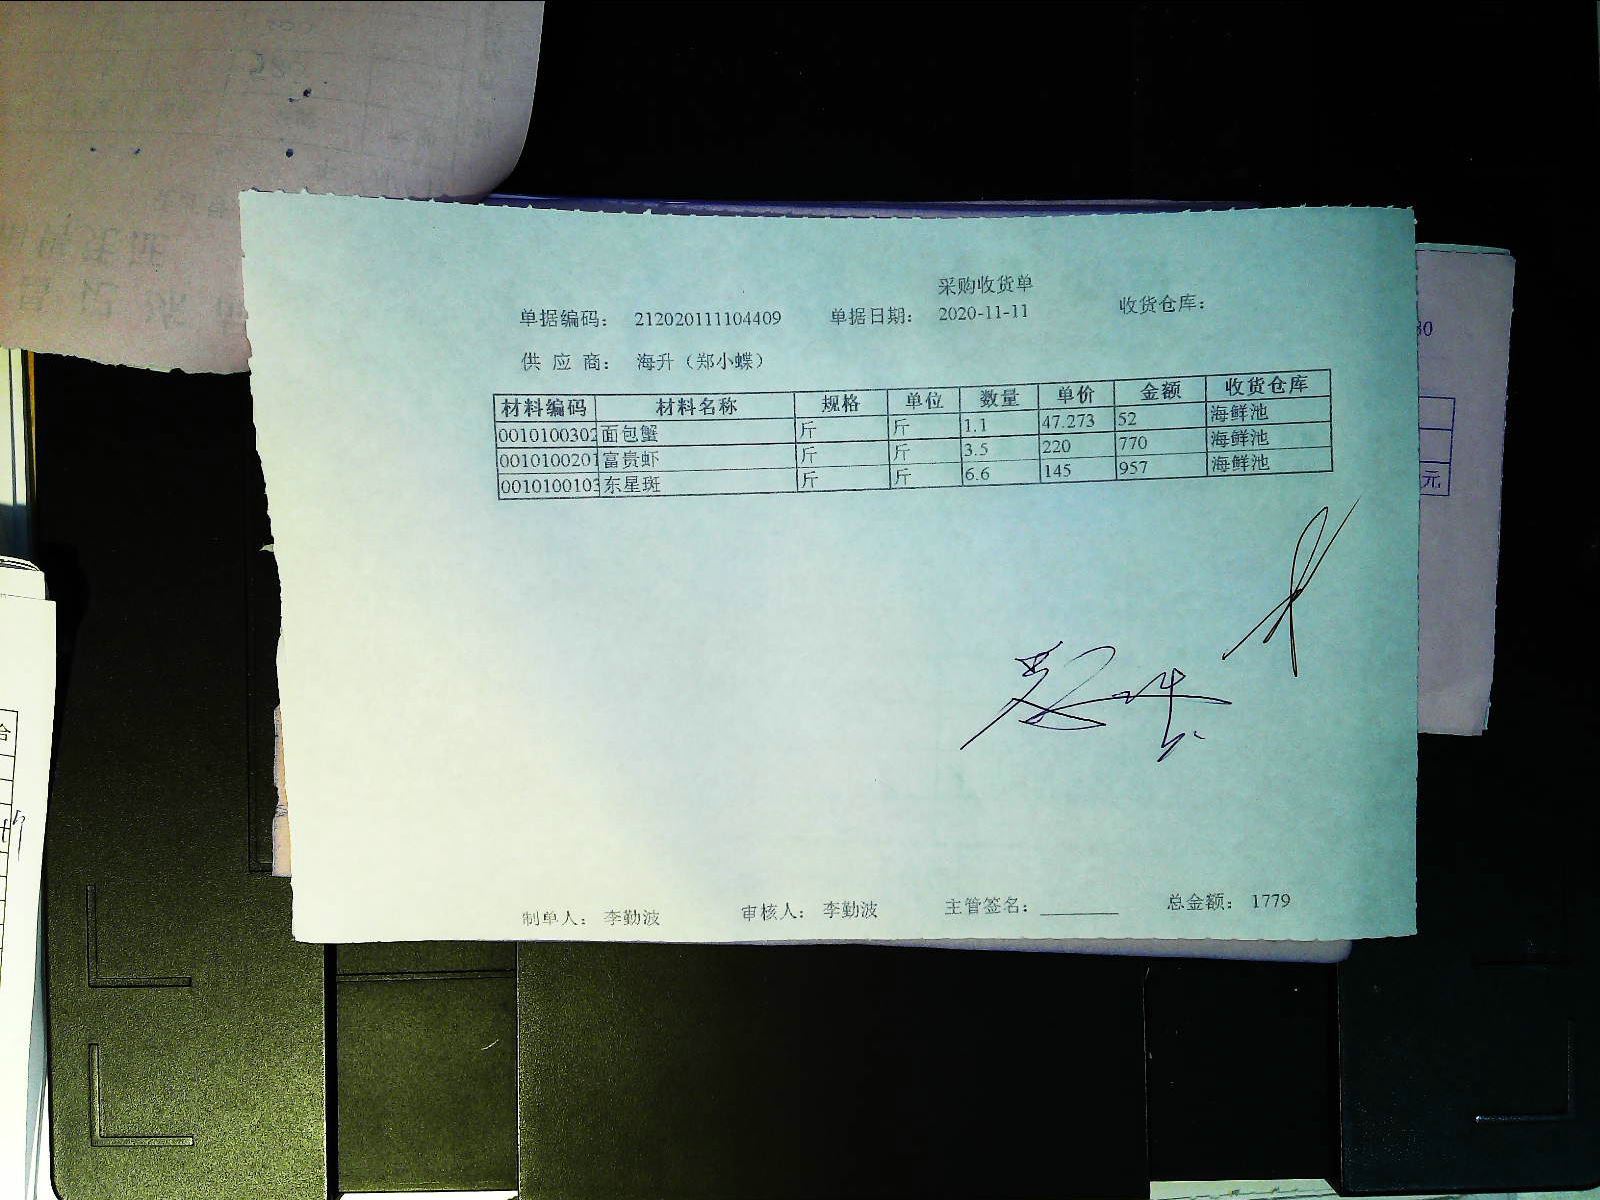 采购收货单
单据编码： 212020111104409 单据日期： 2020-11-11 收货仓库：
供 应 商： 海升（郑小蝶）
材料编码 材料名称 规格 单位 数量 单价 金额 收货仓库
0010100302 面包蟹 斤 斤 1.1 47.273 52 海鲜池
0010100201 富贵虾 斤 斤 3.5 220 770 海鲜池
0010100103 东星斑 斤 斤 6.6 145 957 海鲜池
元
制单人： 李勤波 审核人： 李勤波 主管签名：________ 总金额： 1779